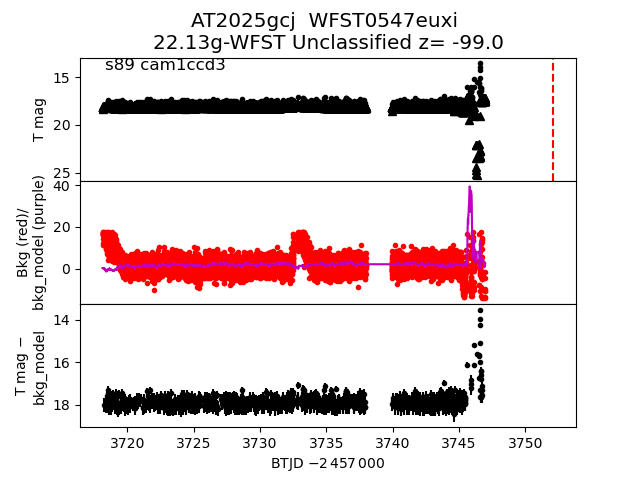 AT2025gcj  WFST0547euxi
22.13g-WFST Unclassified z= -99.0
s89 cam1ccd3
15
20
25
T mag
40
20
0
Bkg (red)/
bkg_model (purple)
14
16
18
T mag −
bkg_model
3720
3725
3730
3735
3740
3745
3750
BTJD −2 457 000